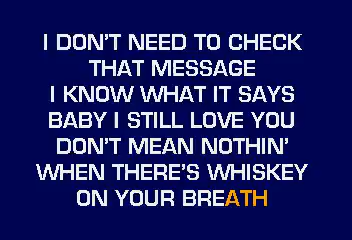 I DON'T NEED TO CHECK
THAT MESSAGE
I KNOW WHAT IT SAYS
BABY I STILL LOVE YOU
DON'T MEAN NOTHIN'
WHEN THERE'S WHISKEY
ON YOUR BREATH